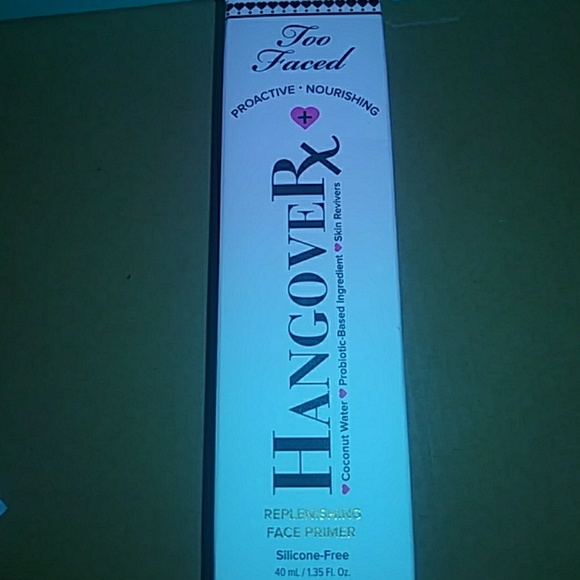 Too
Faced
PROACTIVE · NOURISHING
HANGOVERx
Coconut Water ♥ Probiotic-Based Ingredient ♥ Skin Revivers
REPLENISHING
FACE PRIMER
Silicone-Free
40 mL / 1.35 Fl. Oz.